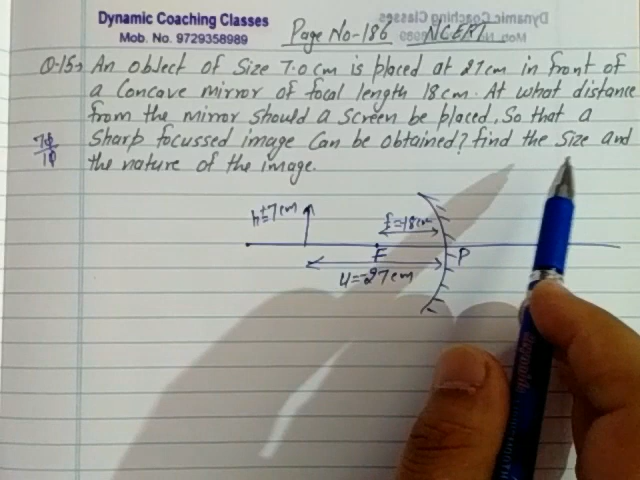 Dynamic Coaching Classes
Mob. No. 9729358989
Page No-186 NCERT
Q.15→ An object of Size 7.0 cm is placed at 27 cm in front of
a Concave mirror of focal length 18 cm. At what distance
from the mirror should a screen be placed, So that a
Sharp focussed image Can be obtained? find the Size and
the nature of the image.
h=7cm
f=-18cm
F
P
u=-27cm